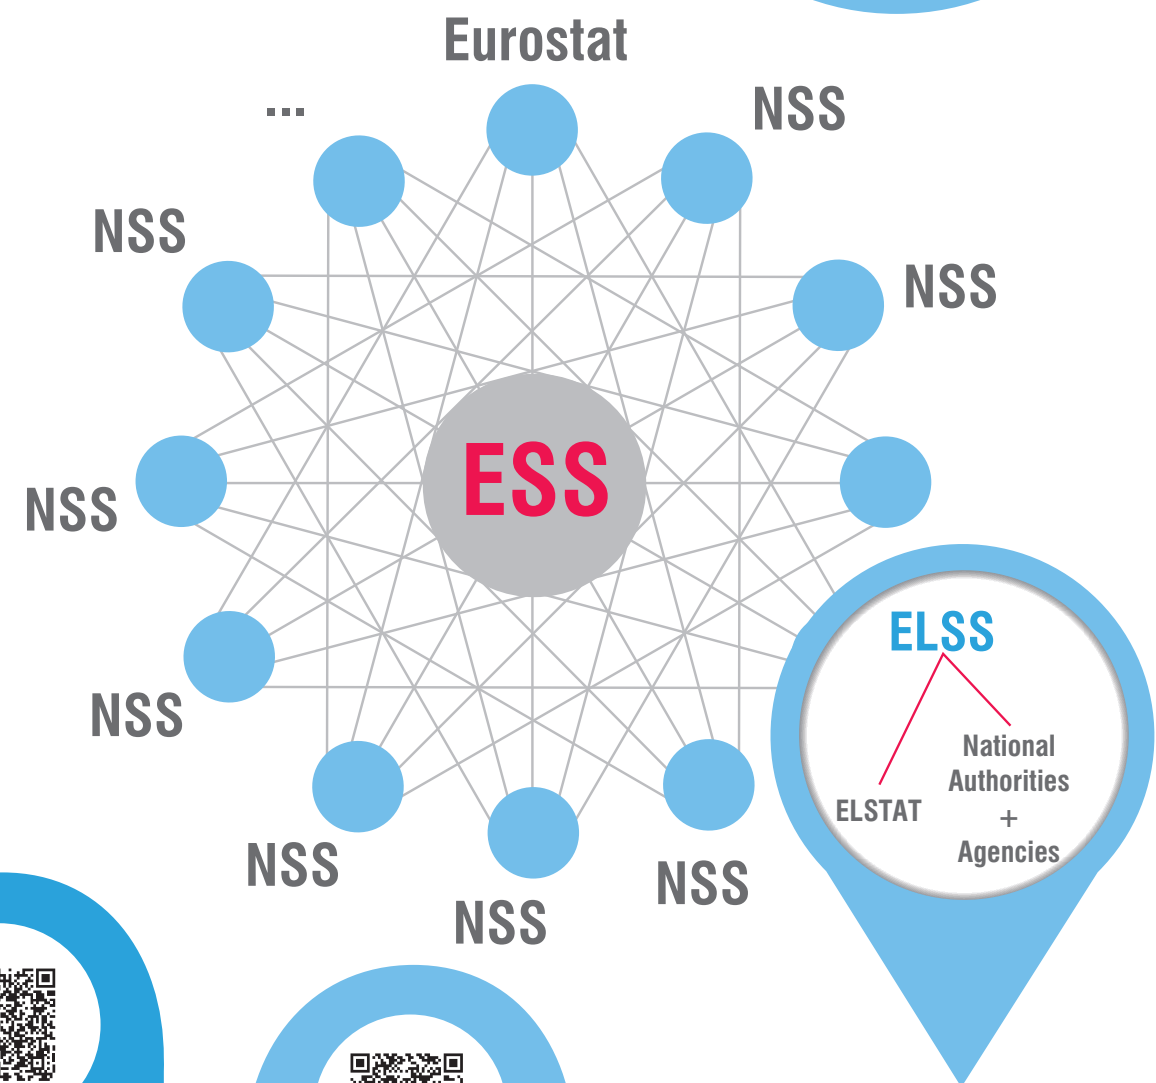 Eurostat
...
NSS
NSS
NSS
NSS
ESS
NSS
NSS
NSS
NSS
ELSS
National
Authorities
+
Agencies
ELSTAT